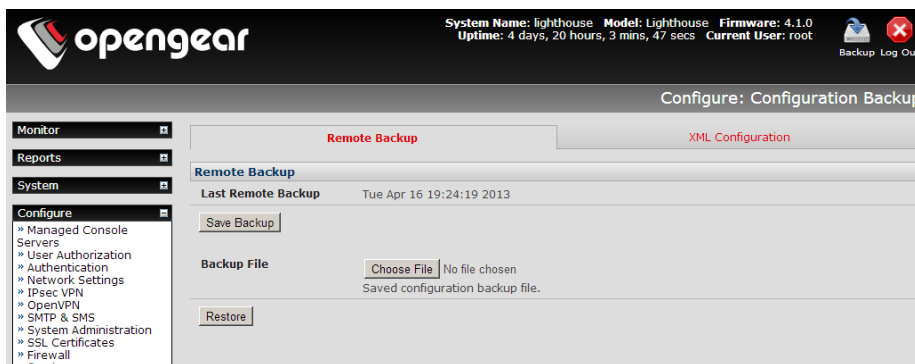 opengear
System Name: lighthouse Model: Lighthouse Firmware: 4.1.0
Uptime: 4 days, 20 hours, 3 mins, 47 secs Current User: root
Backup Log Ou
Configure: Configuration Backup
Monitor
Reports
System
Configure
» Managed Console
Servers
» User Authorization
» Authentication
» Network Settings
» IPsec VPN
» OpenVPN
» SMTP & SMS
» System Administration
» SSL Certificates
» Firewall
Remote Backup
XML Configuration
Remote Backup
Last Remote Backup Tue Apr 16 19:24:19 2013
Save Backup
Backup File Choose File No file chosen
Saved configuration backup file.
Restore